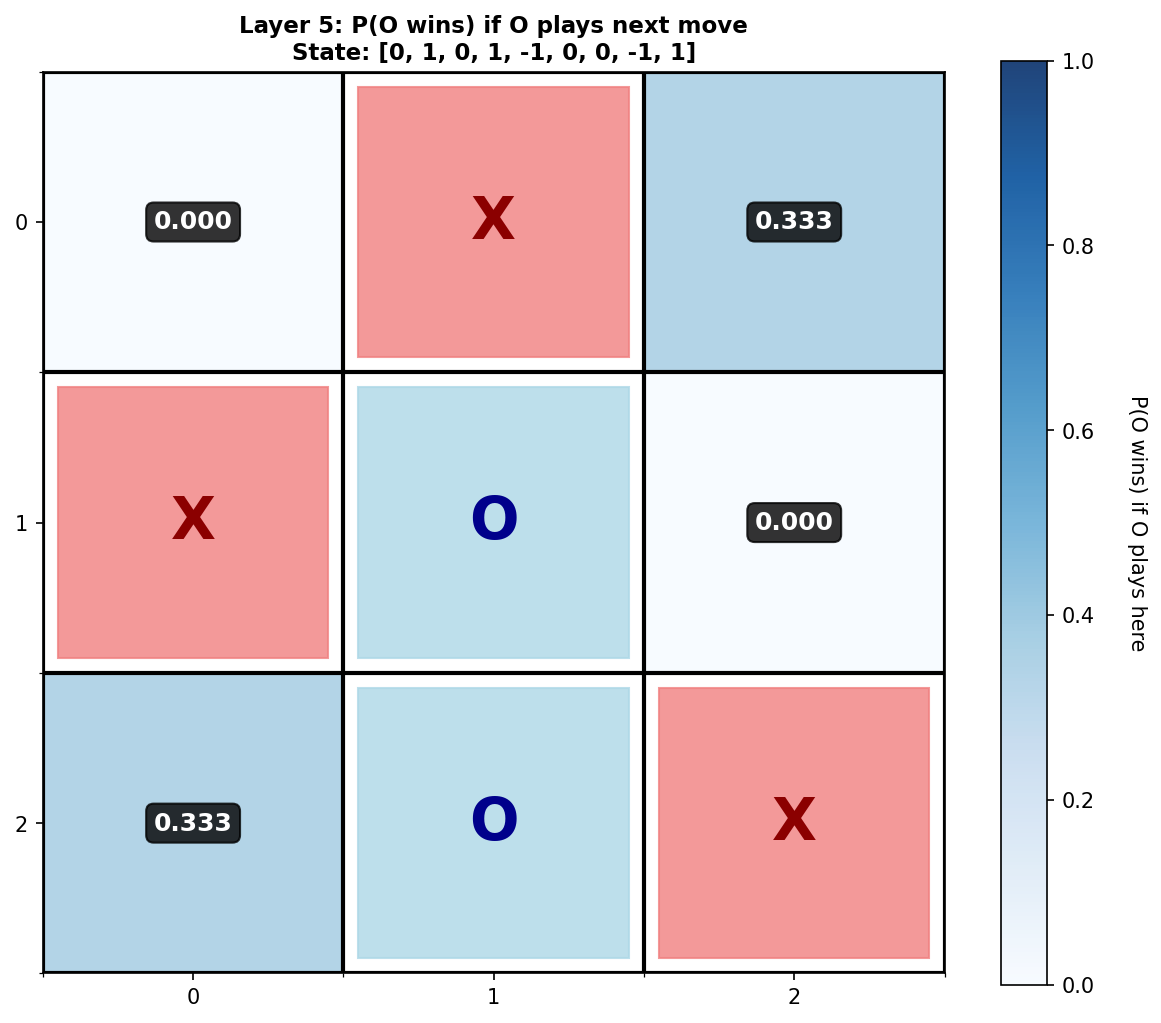 Layer 5: P(O wins) if O plays next move
State: [0, 1, 0, 1, -1, 0, 0, -1, 1]
0
0.000
X
0.333
1
X
O
0.000
2
0.333
O
X
0
1
2
1.0
0.8
0.6
0.4
0.2
0.0
P(O wins) if O plays here